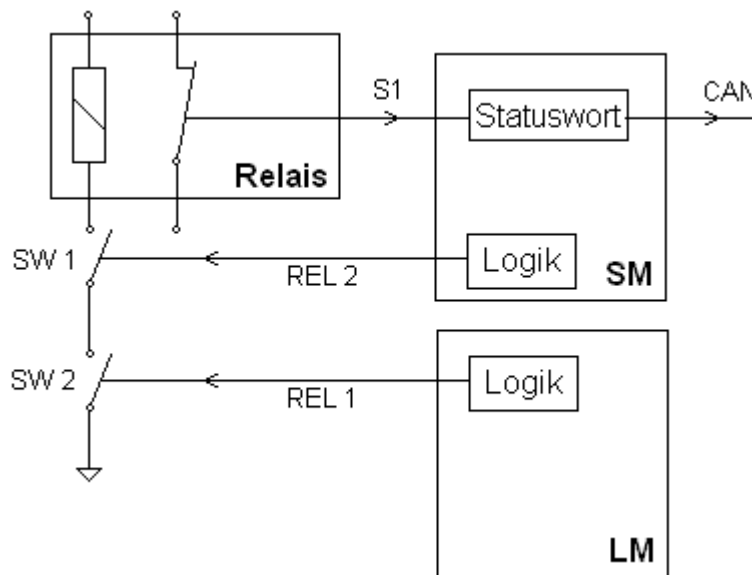 S1
CAN
Statuswort
Relais
SW 1
REL 2
Logik
SM
SW 2
REL 1
Logik
LM